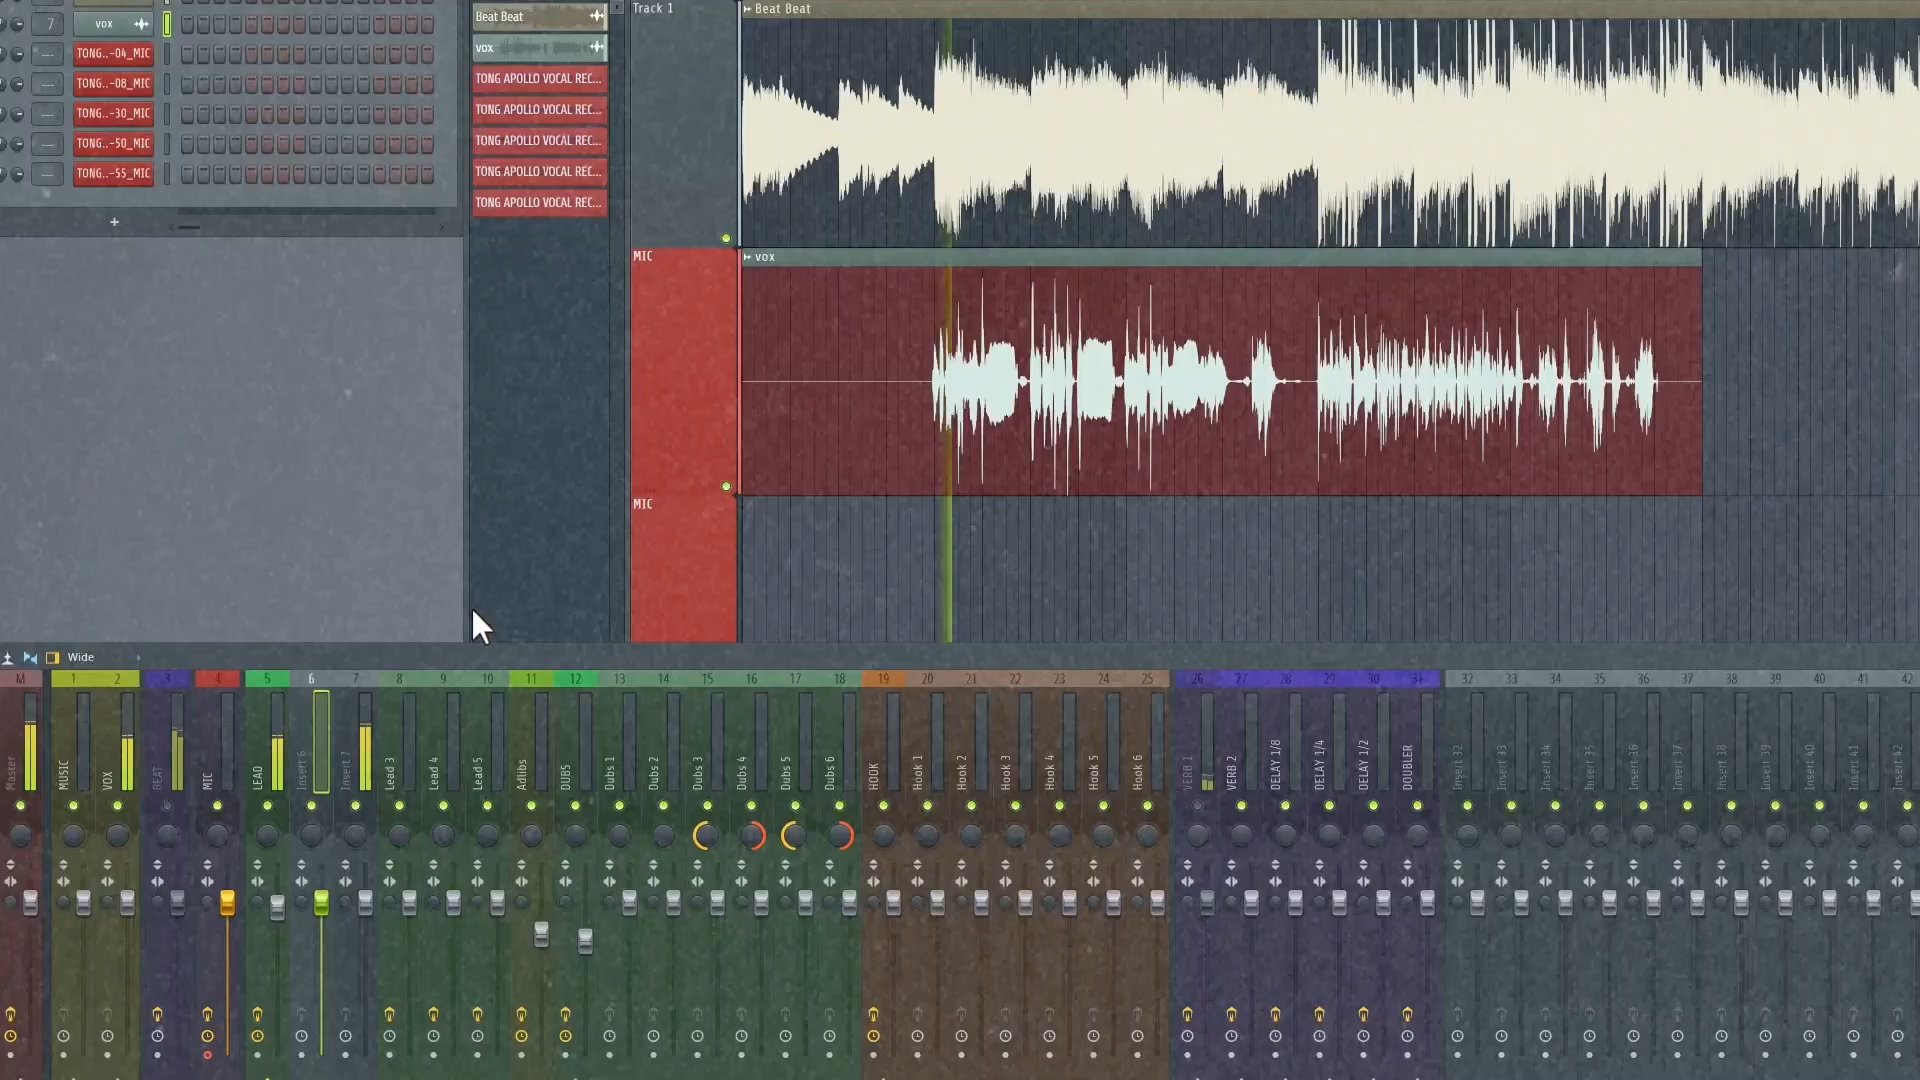 7 vox
TONG..-04_MIC
TONG..-08_MIC
TONG..-30_MIC
TONG..-50_MIC
TONG..-55_MIC
+
Beat Beat
vox
TONG APOLLO VOCAL REC...
TONG APOLLO VOCAL REC...
TONG APOLLO VOCAL REC...
TONG APOLLO VOCAL REC...
TONG APOLLO VOCAL REC...
Track 1
Beat Beat
MIC
vox
MIC
Wide
M 1 2 3 4 5 6 7 8 9 10 11 12 13 14 15 16 17 18 19 20 21 22 23 24 25 26 27 28 29 30 31 32 33 34 35 36 37 38 39 40 41 42
Master
MUSIC
VOX
BEAT
MIC
LEAD
Insert 6
Insert 7
Lead 3
Lead 4
Lead 5
Adlibs
DUBS
Dubs 1
Dubs 2
Dubs 3
Dubs 4
Dubs 5
Dubs 6
HOOK
Hook 1
Hook 2
Hook 3
Hook 4
Hook 5
Hook 6
VERB 1
VERB 2
DELAY 1/8
DELAY 1/4
DELAY 1/2
DOUBLER
Insert 32
Insert 33
Insert 34
Insert 35
Insert 36
Insert 37
Insert 38
Insert 39
Insert 40
Insert 41
Insert 42